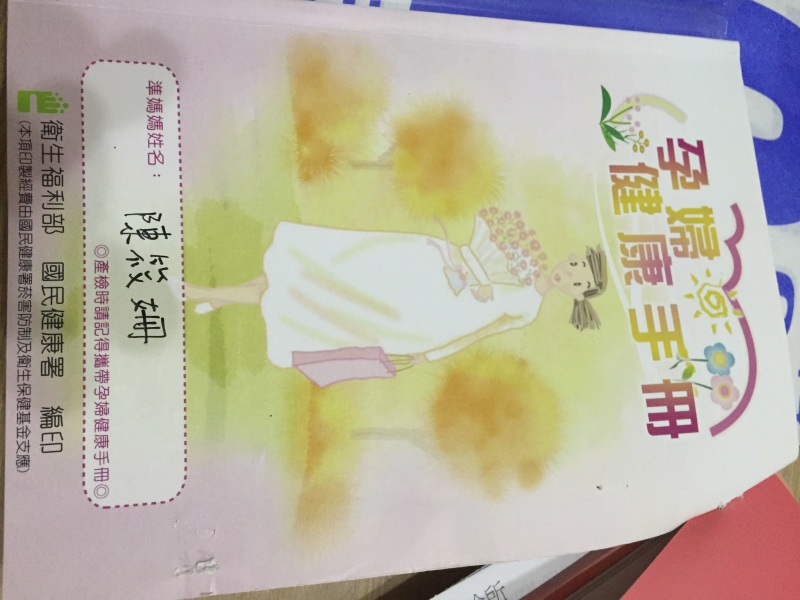 孕婦
健康手冊
準媽媽姓名：
陳筱姍
◎產檢時請記得攜帶孕婦健康手冊◎
衛生福利部 國民健康署 編印
(本項印製經費由國民健康署菸害防制及衛生保健基金支應)